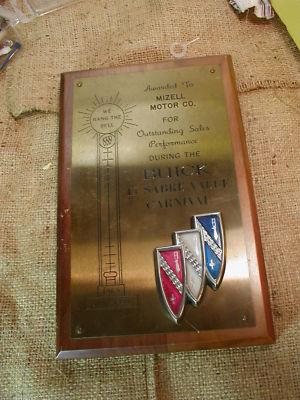 Awarded To
MIZELL
MOTOR CO.
FOR
Outstanding Sales
Performance
DURING THE
BUICK
LE SABRE VALUE
CARNIVAL
WE
RANG THE
BELL